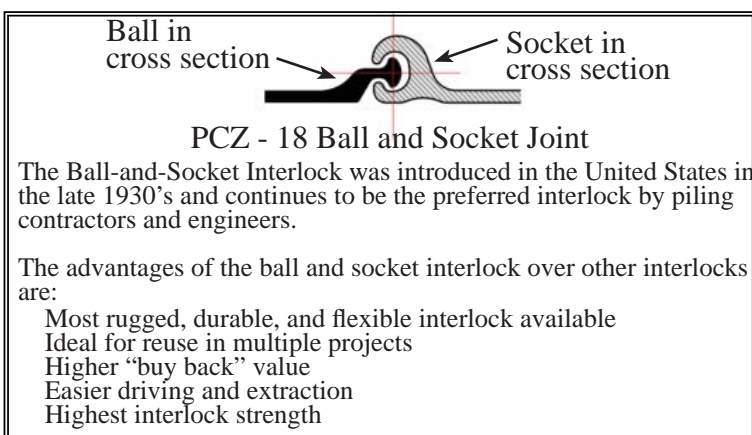 Ball in
cross section
Socket in
cross section
PCZ - 18 Ball and Socket Joint
The Ball-and-Socket Interlock was introduced in the United States in
the late 1930’s and continues to be the preferred interlock by piling
contractors and engineers.
The advantages of the ball and socket interlock over other interlocks
are:
Most rugged, durable, and flexible interlock available
Ideal for reuse in multiple projects
Higher “buy back” value
Easier driving and extraction
Highest interlock strength